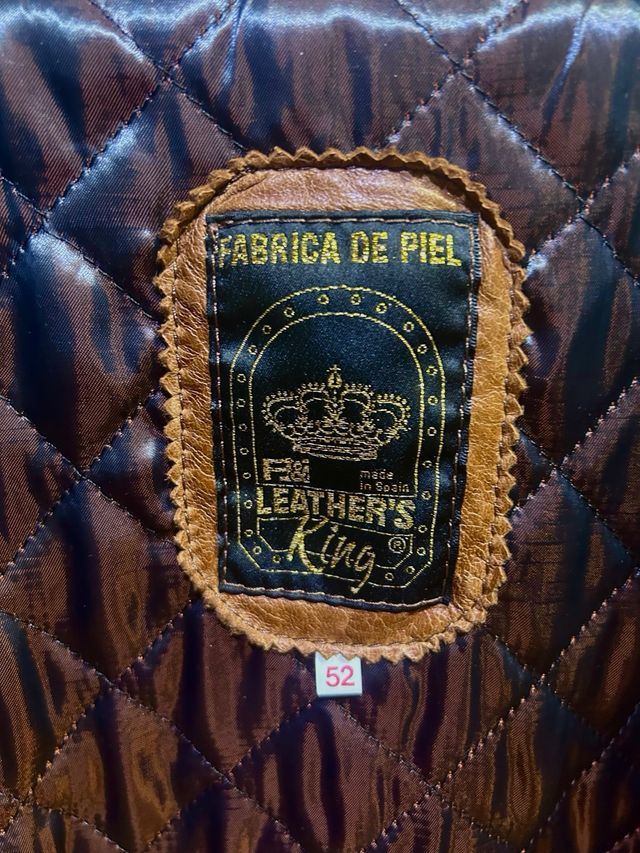 FABRICA DE PIEL
made
in Spain
LEATHER'S
King ®
52